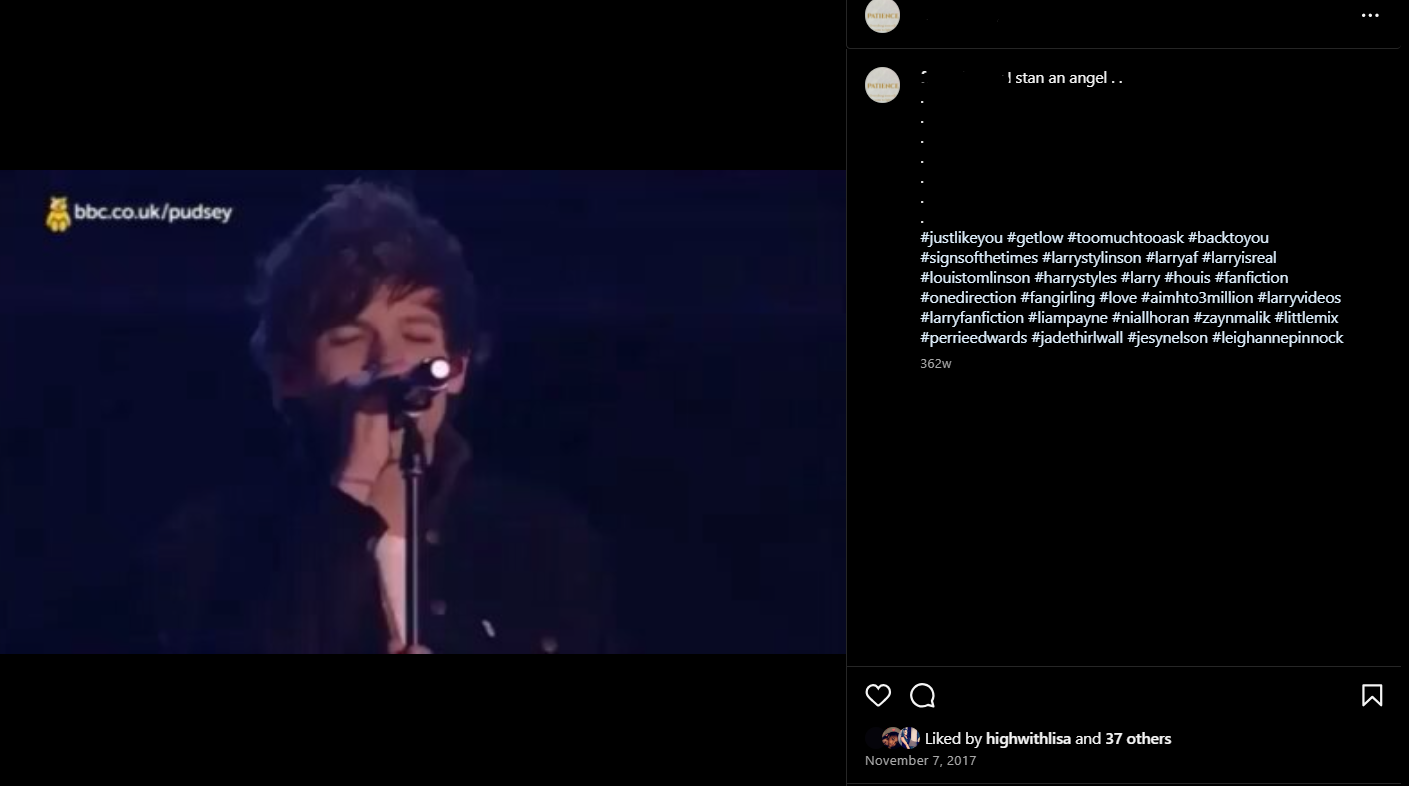 bbc.co.uk/pudsey
PATIENCE
PATIENCE
I stan an angel . .
.
.
.
.
.
.
.
#justlikeyou #getlow #toomuchtooask #backtoyou
#signsofthetimes #larrystylinson #larryaf #larryisreal
#louistomlinson #harrystyles #larry #houis #fanfiction
#onedirection #fangirling #love #aimhto3million #larryvideos
#larryfanfiction #liampayne #niallhoran #zaynmalik #littlemix
#perrieedwards #jadethirlwall #jesynelson #leighannepinnock
362w
Liked by highwithlisa and 37 others
November 7, 2017